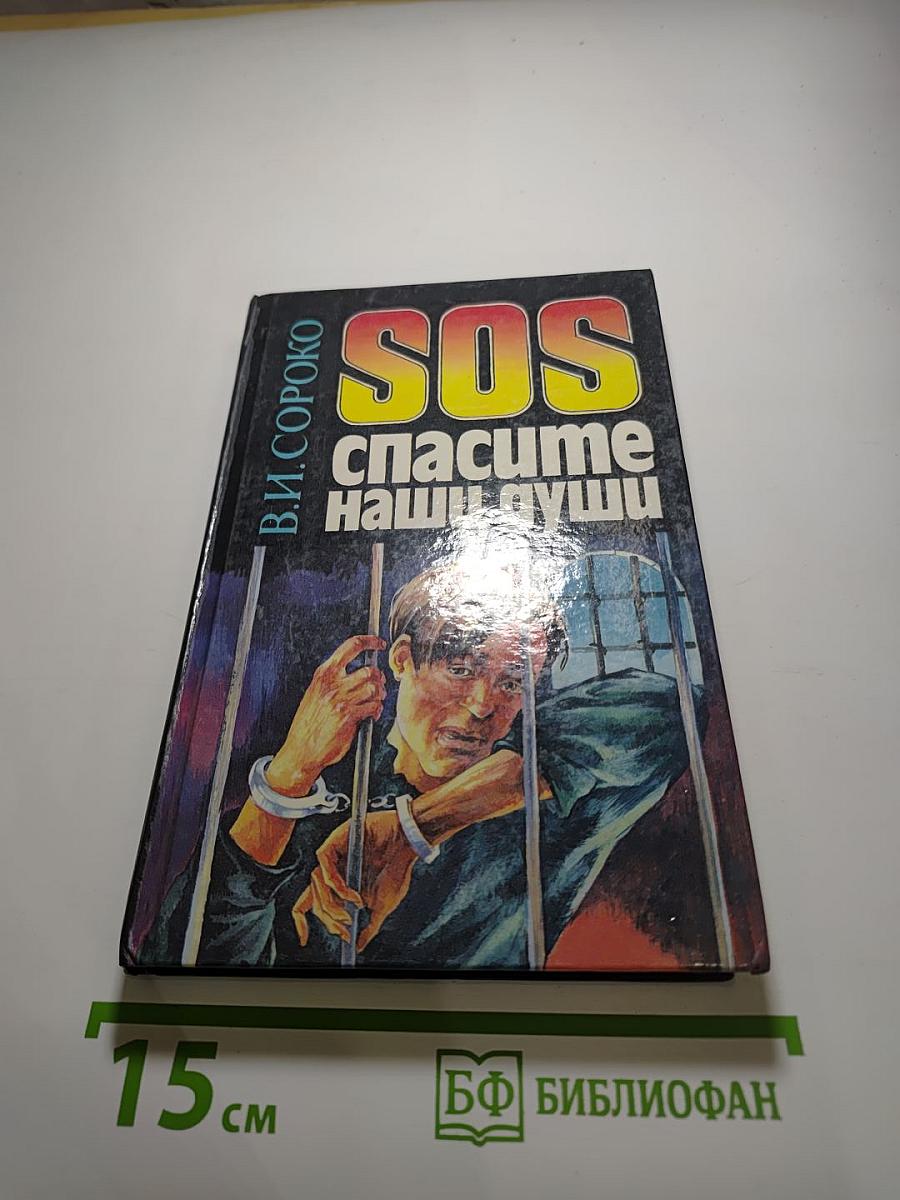 В.И.СОРОКО
SOS
спасите
наши души
15 см
БФ БИБЛИОФАН